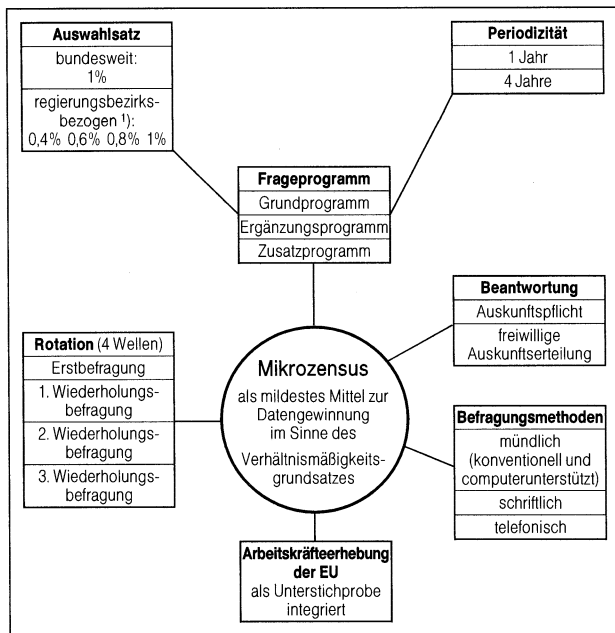 Auswahlsatz
bundesweit:
1%
regierungsbezirks-
bezogen ¹):
0,4% 0,6% 0,8% 1%
Periodizität
1 Jahr
4 Jahre
Frageprogramm
Grundprogramm
Ergänzungsprogramm
Zusatzprogramm
Beantwortung
Auskunftspflicht
freiwillige
Auskunftserteilung
Rotation (4 Wellen)
Erstbefragung
1. Wiederholungs-
befragung
2. Wiederholungs-
befragung
3. Wiederholungs-
befragung
Mikrozensus
als mildestes Mittel zur
Datengewinnung
im Sinne des
Verhältnismäßigkeits-
grundsatzes
Befragungsmethoden
mündlich
(konventionell und
computerunterstützt)
schriftlich
telefonisch
Arbeitskräfteerhebung
der EU
als Unterstichprobe
integriert